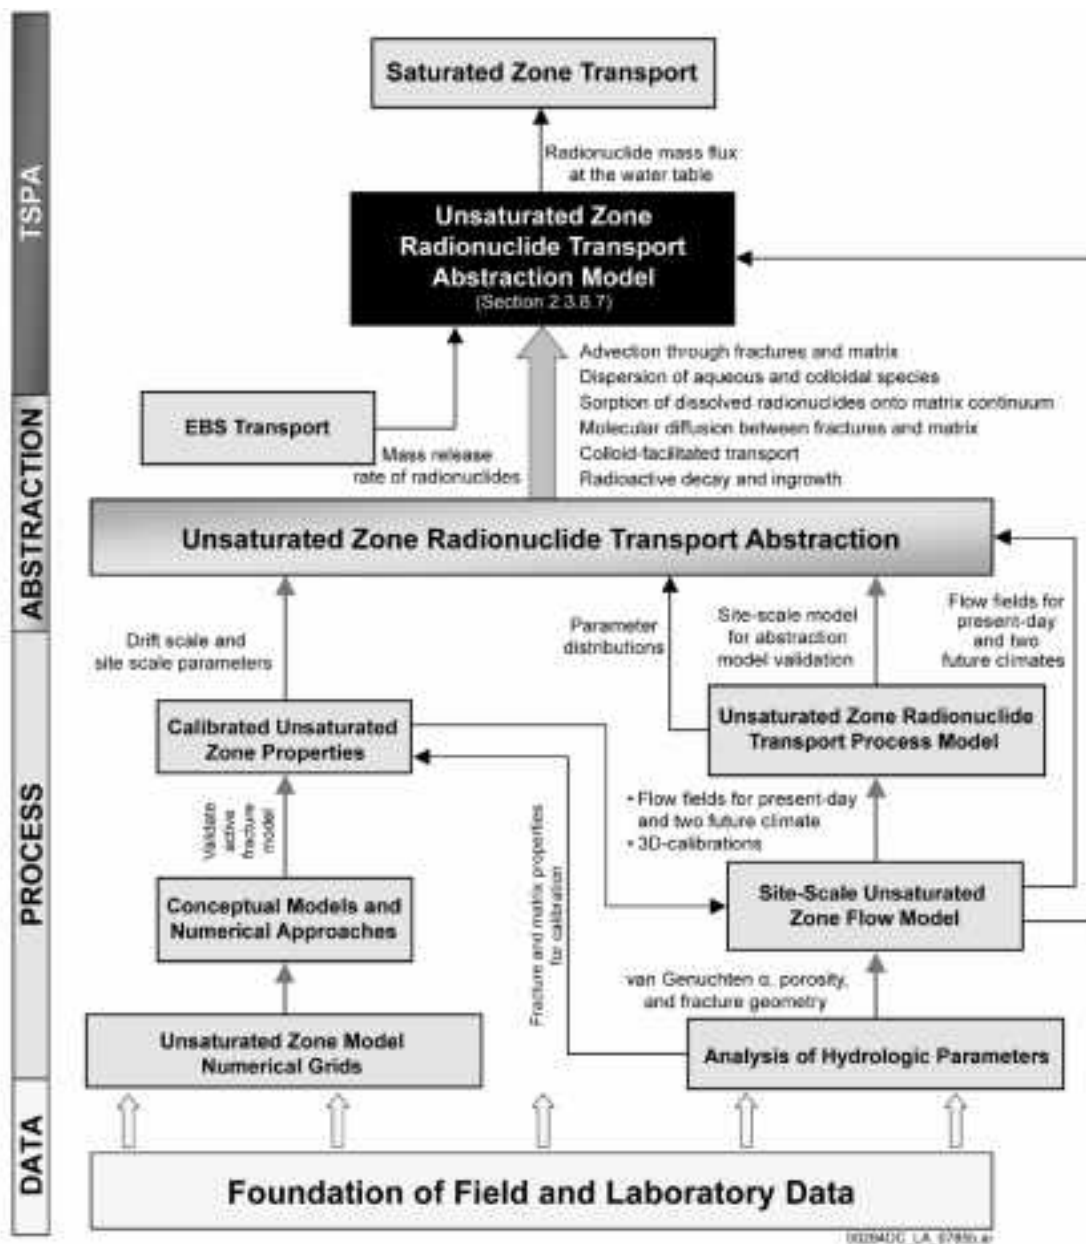 TSPA
ABSTRACTION
PROCESS
DATA
Saturated Zone Transport
Radionuclide mass flux
at the water table
Unsaturated Zone
Radionuclide Transport
Abstraction Model
(Section 2.3.8.7)
EBS Transport
Mass release
rate of radionuclides
Advection through fractures and matrix
Dispersion of aqueous and colloidal species
Sorption of dissolved radionuclides onto matrix continuum
Molecular diffusion between fractures and matrix
Colloid-facilitated transport
Radioactive decay and ingrowth
Unsaturated Zone Radionuclide Transport Abstraction
Drift scale and
site scale parameters
Parameter
distributions
Site-scale model
for abstraction
model validation
Flow fields for
present-day
and two
future climates
Calibrated Unsaturated
Zone Properties
Unsaturated Zone Radionuclide
Transport Process Model
Validate
active
fracture
model
• Flow fields for present-day
and two future climate
• 3D-calibrations
Conceptual Models and
Numerical Approaches
Fracture and matrix properties
for calibration
Site-Scale Unsaturated
Zone Flow Model
van Genuchten α, porosity,
and fracture geometry
Unsaturated Zone Model
Numerical Grids
Analysis of Hydrologic Parameters
Foundation of Field and Laboratory Data